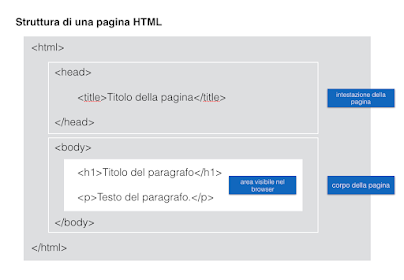 Struttura di una pagina HTML
<html>
<head>
<title>Titolo della pagina</title>
</head>
intestazione della
pagina
<body>
<h1>Titolo del paragrafo</h1>
<p>Testo del paragrafo.</p>
area visibile nel
browser
</body>
corpo della pagina
</html>